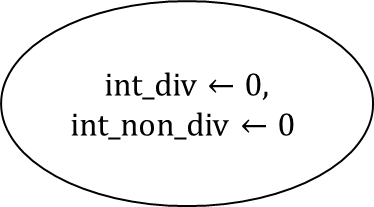 int_div ← 0,
int_non_div ← 0